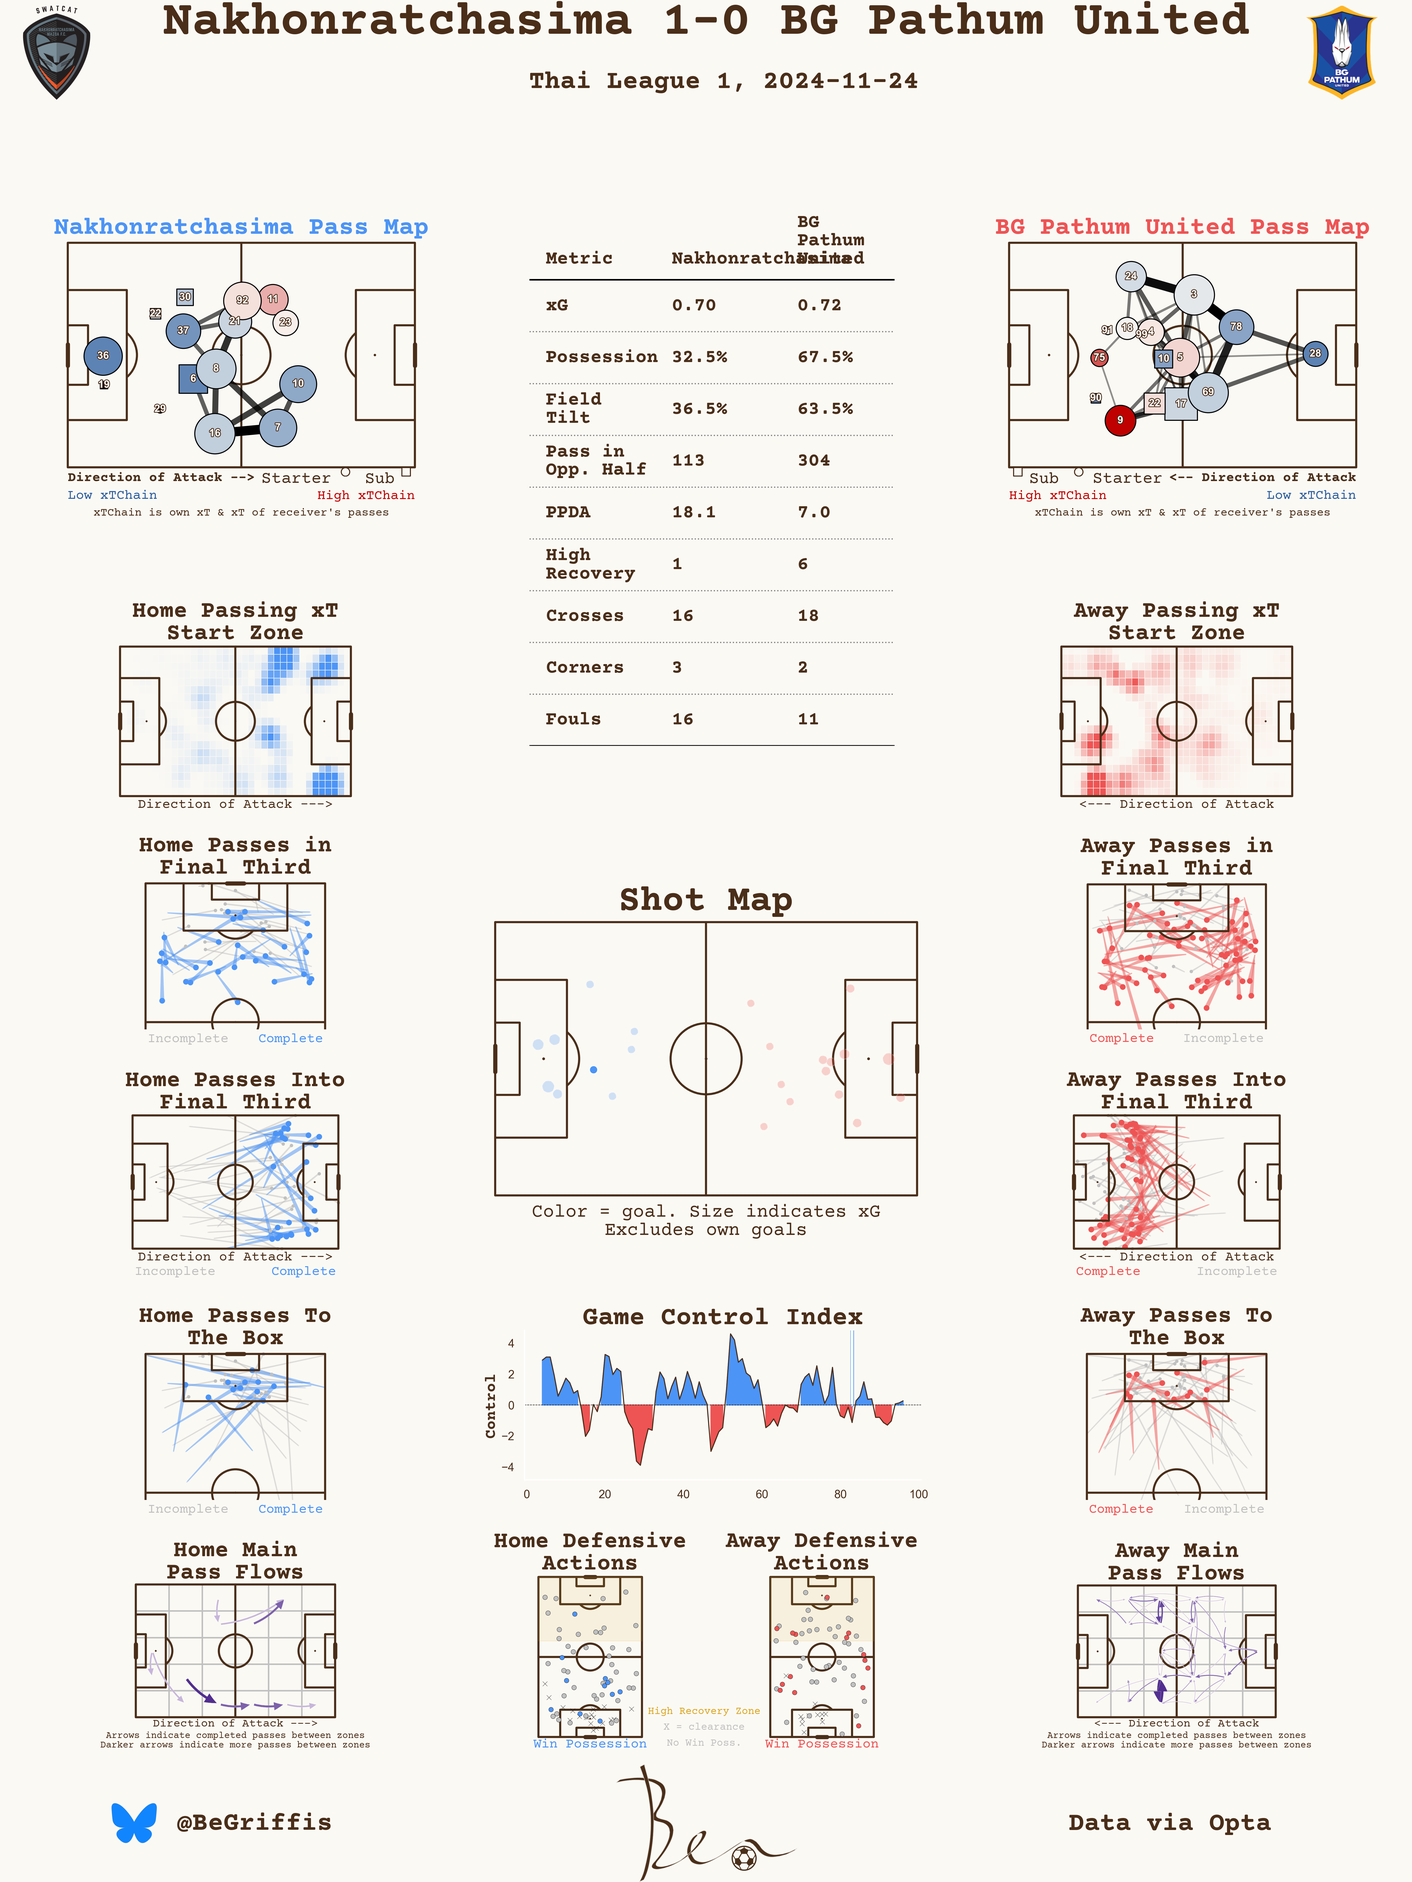 Nakhonratchasima 1-0 BG Pathum United
Thai League 1, 2024-11-24
SWATCAT
BG
PATHUM
UNITED
Nakhonratchasima Pass Map
36
19
22
30
37
29
6
8
16
21
92
11
23
10
7
Direction of Attack --> Starter Sub
Low xTChain High xTChain
xTChain is own xT & xT of receiver's passes
Metric Nakhonratchasima BG Pathum United
xG 0.70 0.72
Possession 32.5% 67.5%
Field Tilt 36.5% 63.5%
Pass in Opp. Half 113 304
PPDA 18.1 7.0
High Recovery 1 6
Crosses 16 18
Corners 3 2
Fouls 16 11
BG Pathum United Pass Map
24
3
91
18
99
4
78
75
10
5
28
90
9
22
17
69
Sub Starter <-- Direction of Attack
High xTChain Low xTChain
xTChain is own xT & xT of receiver's passes
Home Passing xT
Start Zone
Direction of Attack --->
Away Passing xT
Start Zone
<--- Direction of Attack
Home Passes in
Final Third
Incomplete Complete
Away Passes in
Final Third
Complete Incomplete
Shot Map
Color = goal. Size indicates xG
Excludes own goals
Home Passes Into
Final Third
Direction of Attack --->
Incomplete Complete
Away Passes Into
Final Third
<--- Direction of Attack
Complete Incomplete
Home Passes To
The Box
Incomplete Complete
Game Control Index
Control
4
2
0
−2
−4
0 20 40 60 80 100
Away Passes To
The Box
Complete Incomplete
Home Main
Pass Flows
Direction of Attack --->
Arrows indicate completed passes between zones
Darker arrows indicate more passes between zones
Home Defensive
Actions
Win Possession
Away Defensive
Actions
Win Possession
High Recovery Zone
X = clearance
No Win Poss.
Away Main
Pass Flows
<--- Direction of Attack
Arrows indicate completed passes between zones
Darker arrows indicate more passes between zones
@BeGriffis
Ben
Data via Opta